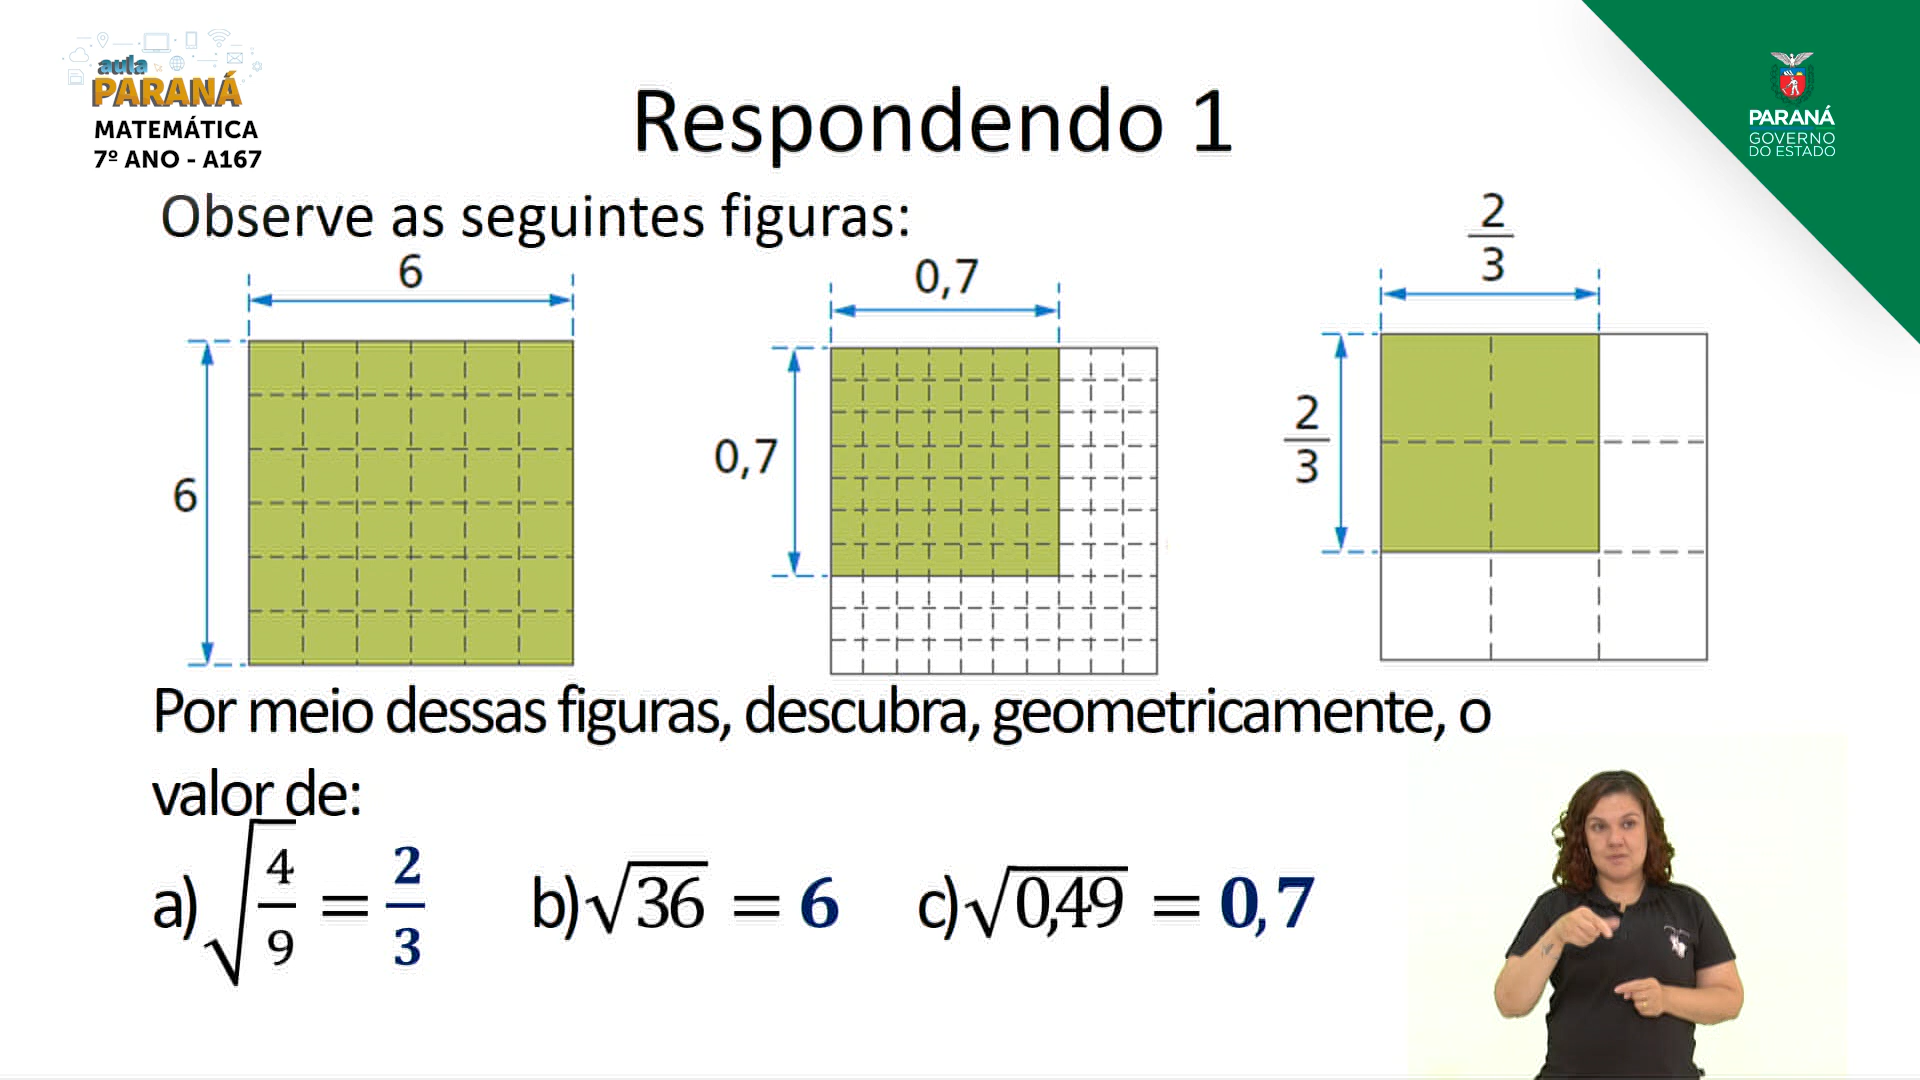 aula
PARANÁ
MATEMÁTICA
7º ANO - A167
Respondendo 1
PARANÁ
GOVERNO
DO ESTADO
Observe as seguintes figuras:
6
6
0,7
0,7
2
3
2
3
Por meio dessas figuras, descubra, geometricamente, o
valor de:
a) √(4/9) = 2/3 b) √36 = 6 c) √0,49 = 0,7